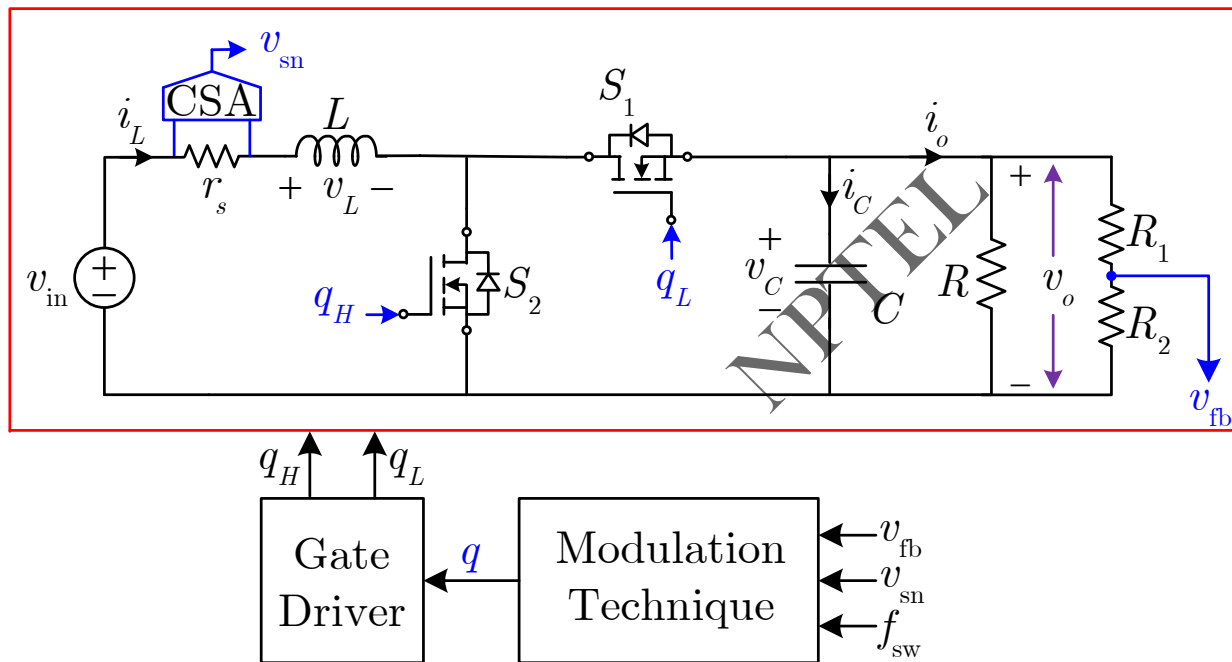 v_sn
CSA
i_L
L
S_1
i_o
r_s
+ v_L −
i_C
+
+
v_in
+
−
q_H
S_2
q_L
v_C
−
C
R
v_o
R_1
R_2
−
v_fb
NPTEL
q_H
q_L
Gate
Driver
q
Modulation
Technique
v_fb
v_sn
f_sw